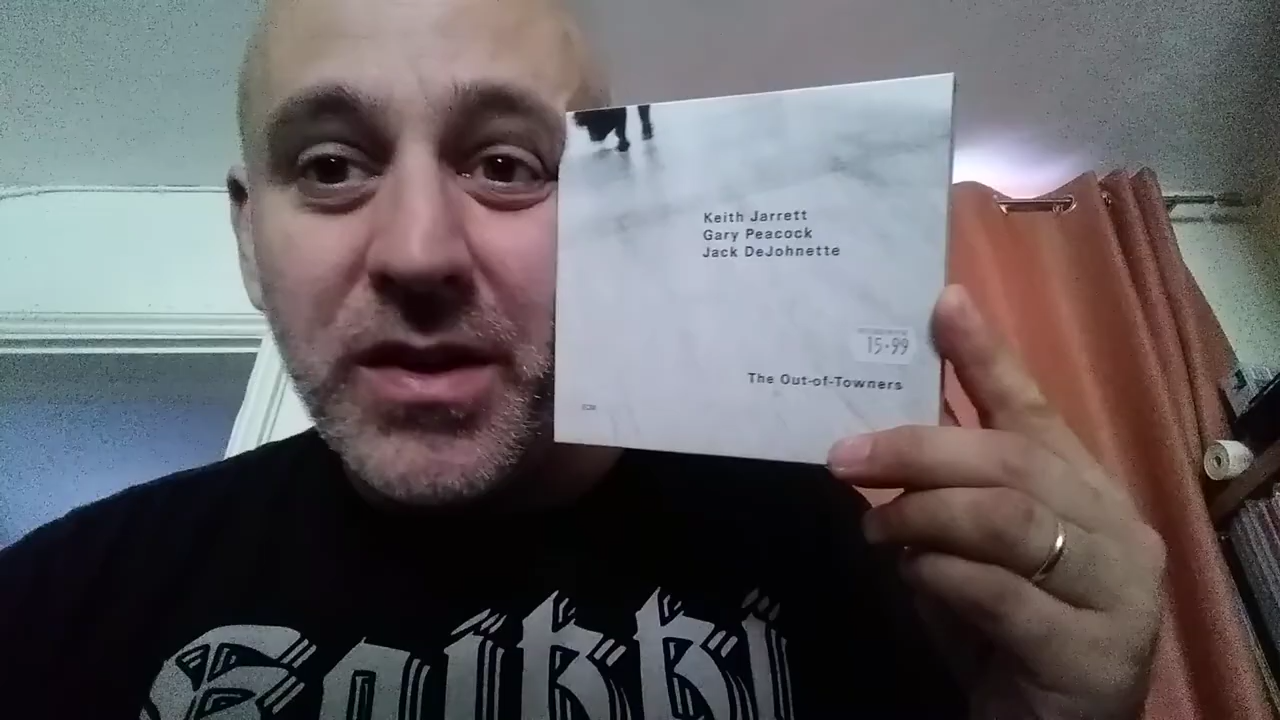 Keith Jarrett
Gary Peacock
Jack DeJohnette
15·99
The Out-of-Towners
ECM